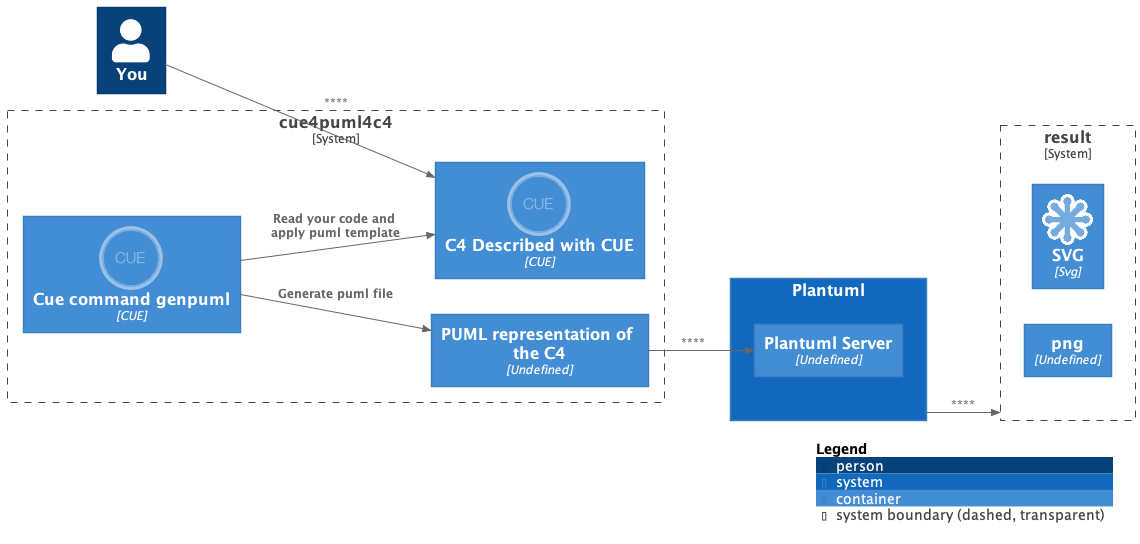 You
****
cue4puml4c4
[System]
CUE
C4 Described with CUE
[CUE]
Read your code and
apply puml template
CUE
Cue command genpuml
[CUE]
Generate puml file
PUML representation of
the C4
[Undefined]
****
Plantuml
Plantuml Server
[Undefined]
****
result
[System]
SVG
[Svg]
png
[Undefined]
Legend
person
system
container
system boundary (dashed, transparent)